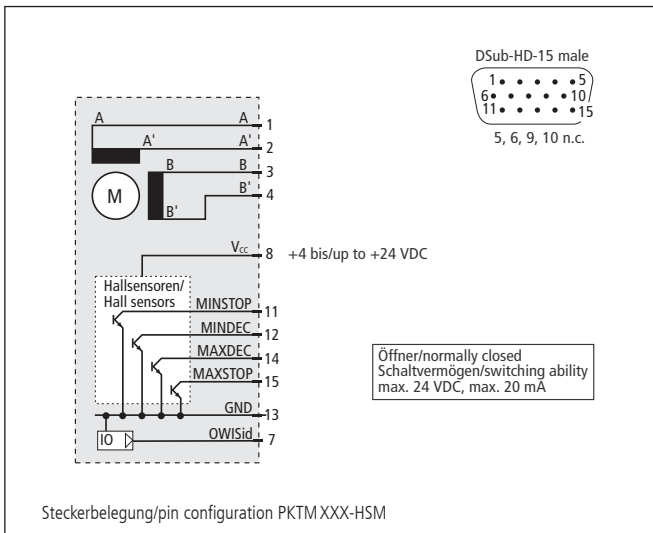 DSub-HD-15 male
1 5
6 10
11 15
5, 6, 9, 10 n.c.
A A 1
A' A' 2
B B 3
M B' 4
B'
Vcc 8 +4 bis/up to +24 VDC
Hallsensoren/
Hall sensors
MINSTOP 11
MINDEC 12
MAXDEC 14
MAXSTOP 15
Öffner/normally closed
Schaltvermögen/switching ability
max. 24 VDC, max. 20 mA
GND 13
IO OWISid 7
Steckerbelegung/pin configuration PKTM XXX-HSM